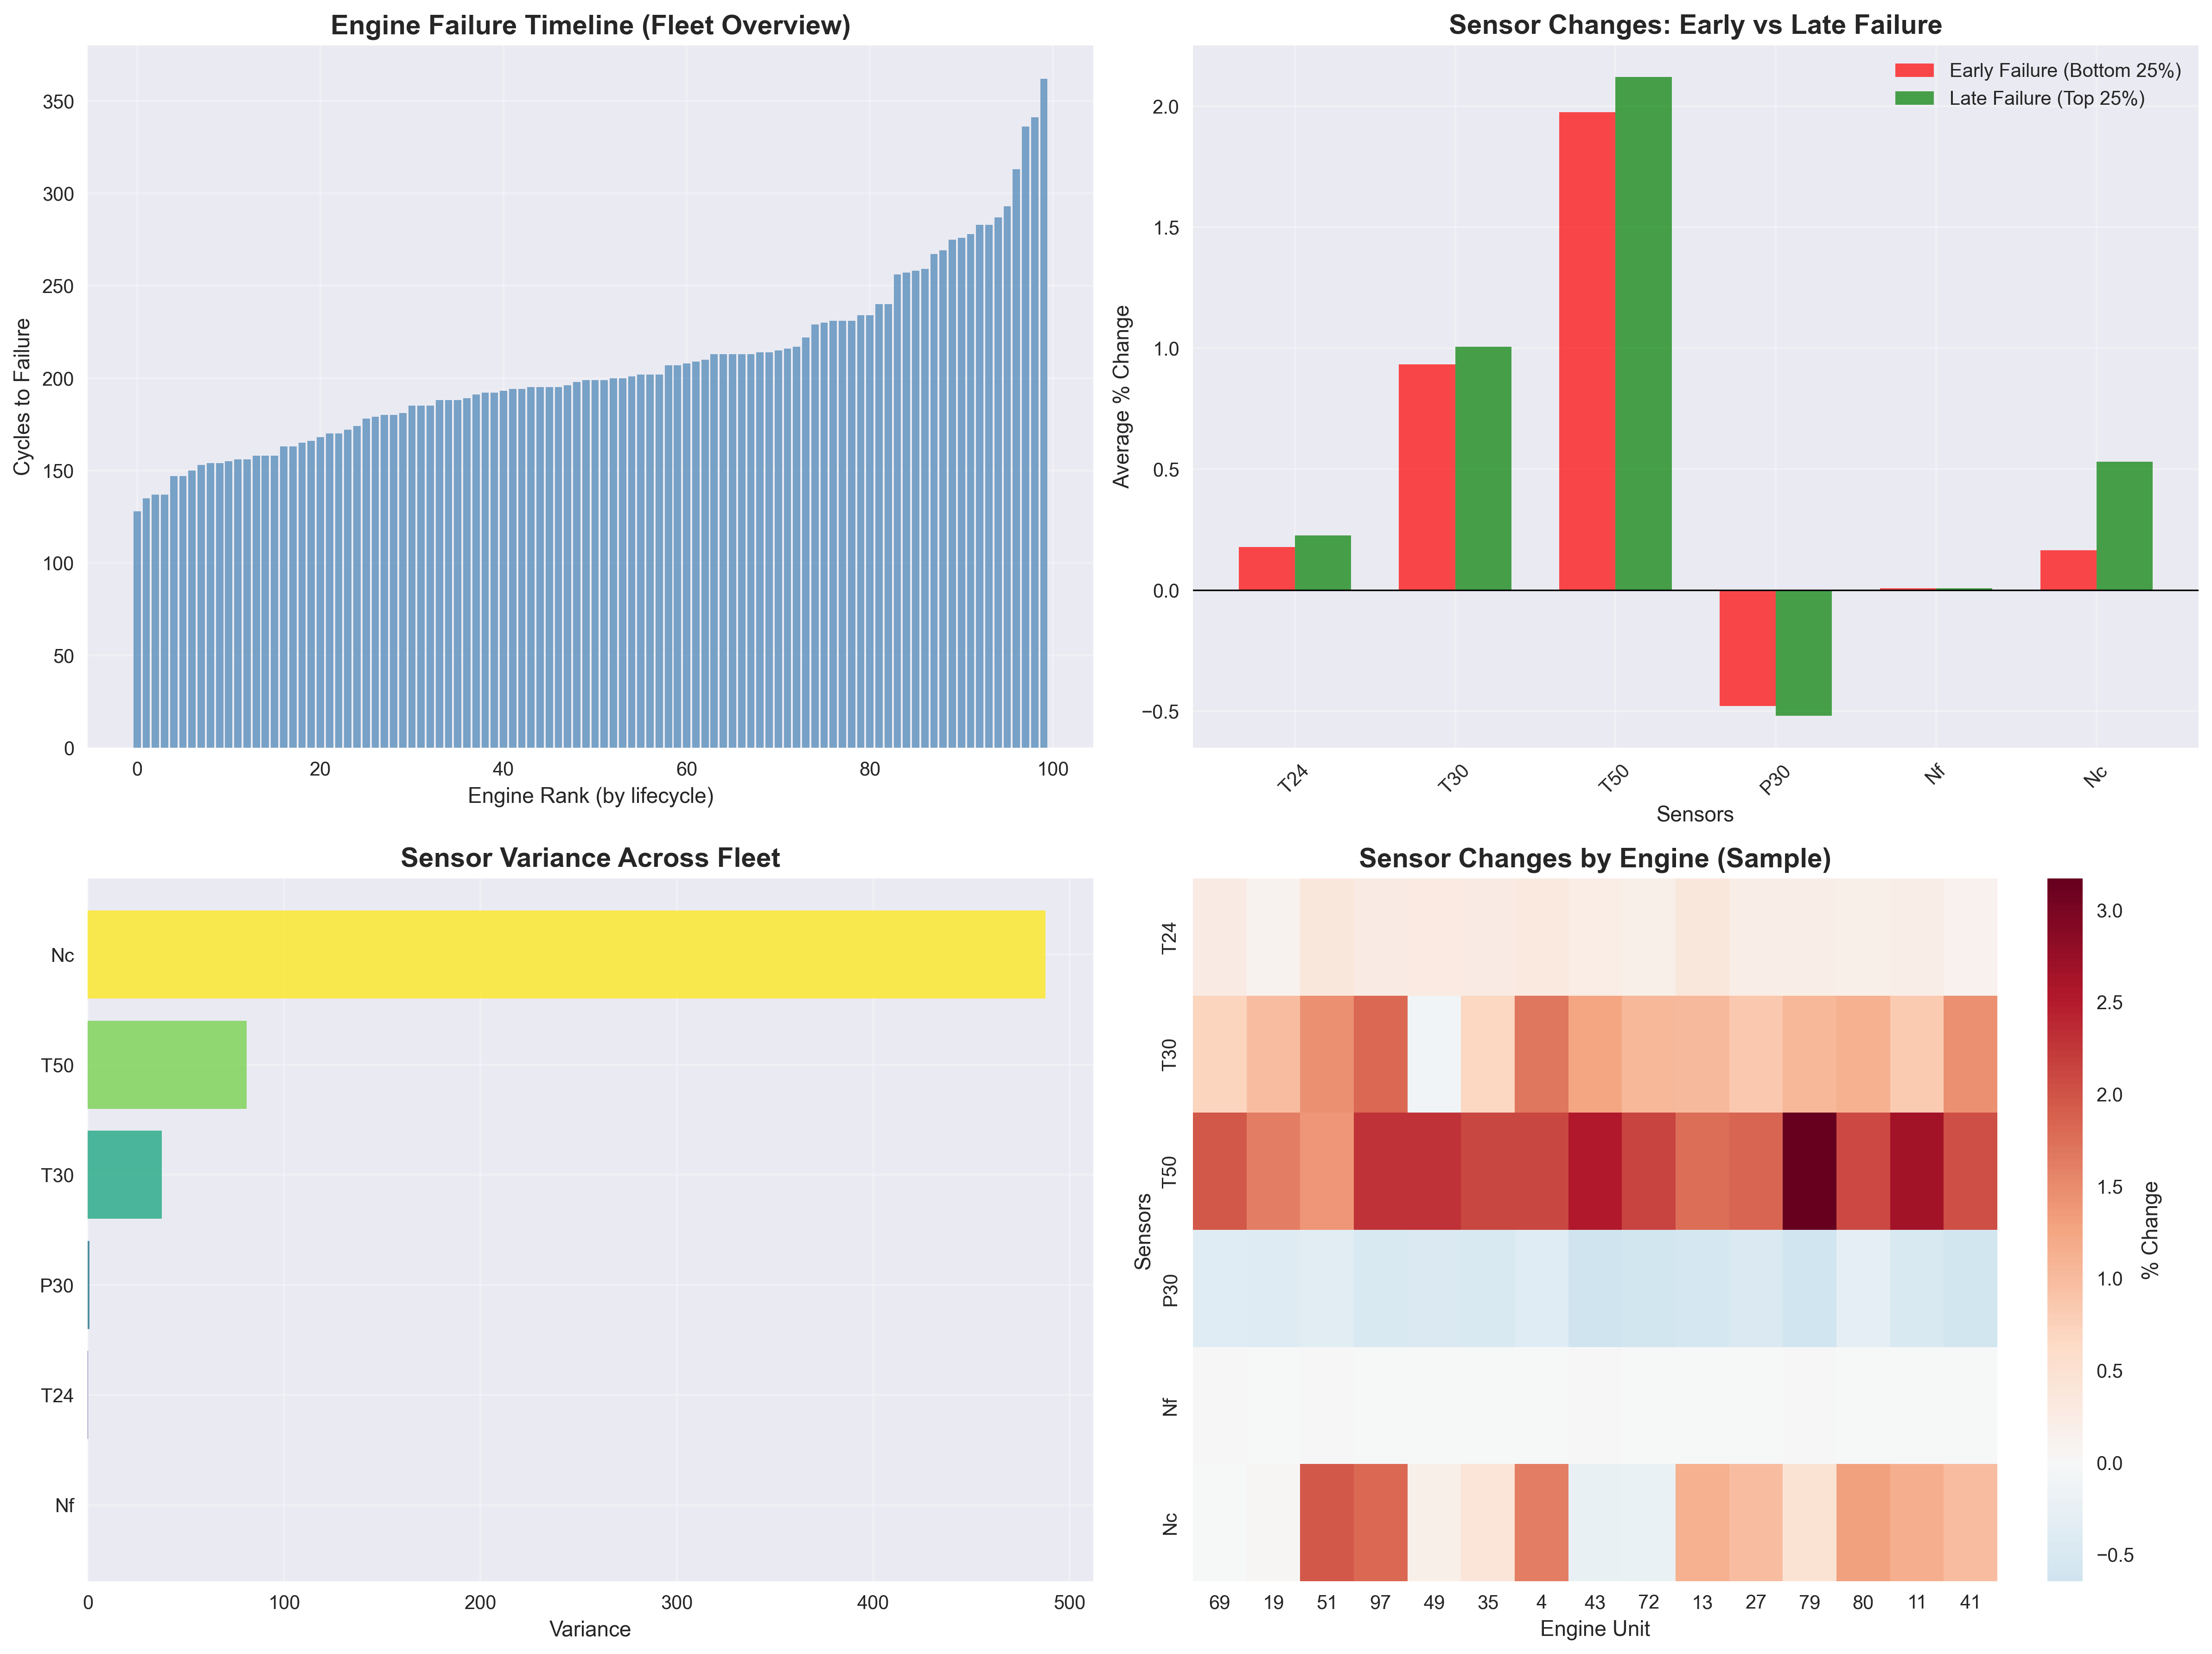 Engine Failure Timeline (Fleet Overview)
Cycles to Failure
350
300
250
200
150
100
50
0
0 20 40 60 80 100
Engine Rank (by lifecycle)
Sensor Changes: Early vs Late Failure
Early Failure (Bottom 25%)
Late Failure (Top 25%)
Average % Change
2.0
1.5
1.0
0.5
0.0
−0.5
T24 T30 T50 P30 Nf Nc
Sensors
Sensor Variance Across Fleet
Nc
T50
T30
P30
T24
Nf
0 100 200 300 400 500
Variance
Sensor Changes by Engine (Sample)
Sensors
T24
T30
T50
P30
Nf
Nc
69 19 51 97 49 35 4 43 72 13 27 79 80 11 41
Engine Unit
3.0
2.5
2.0
1.5
1.0
0.5
0.0
−0.5
% Change